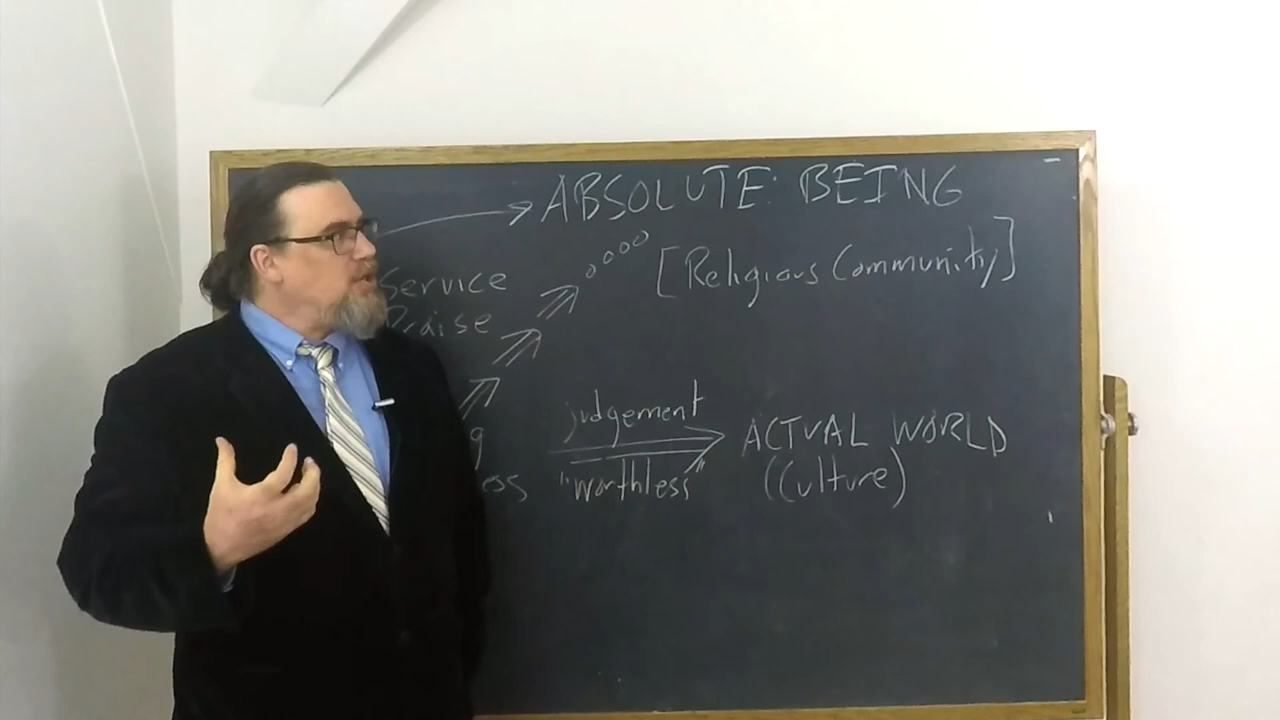 ABSOLUTE BEING
[Religious Community]
Service
Praise
judgement
ACTUAL WORLD
"worthless"
(Culture)